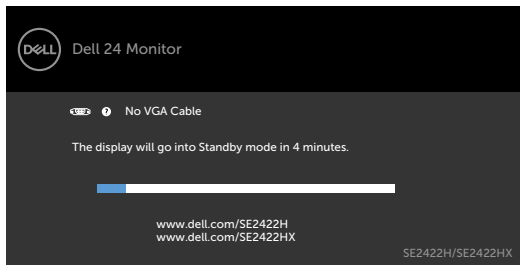 DELL
Dell 24 Monitor
? No VGA Cable
The display will go into Standby mode in 4 minutes.
www.dell.com/SE2422H
www.dell.com/SE2422HX
SE2422H/SE2422HX